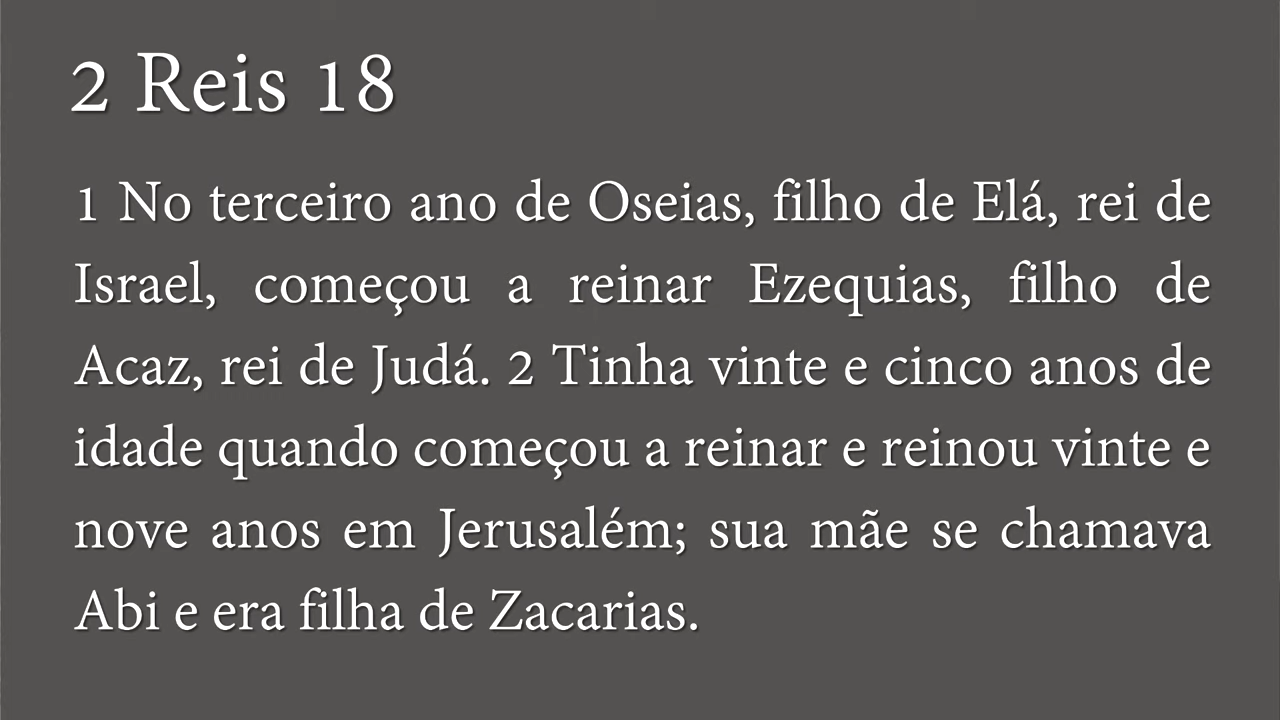 2 Reis 18
1 No terceiro ano de Oseias, filho de Elá, rei de
Israel, começou a reinar Ezequias, filho de
Acaz, rei de Judá. 2 Tinha vinte e cinco anos de
idade quando começou a reinar e reinou vinte e
nove anos em Jerusalém; sua mãe se chamava
Abi e era filha de Zacarias.